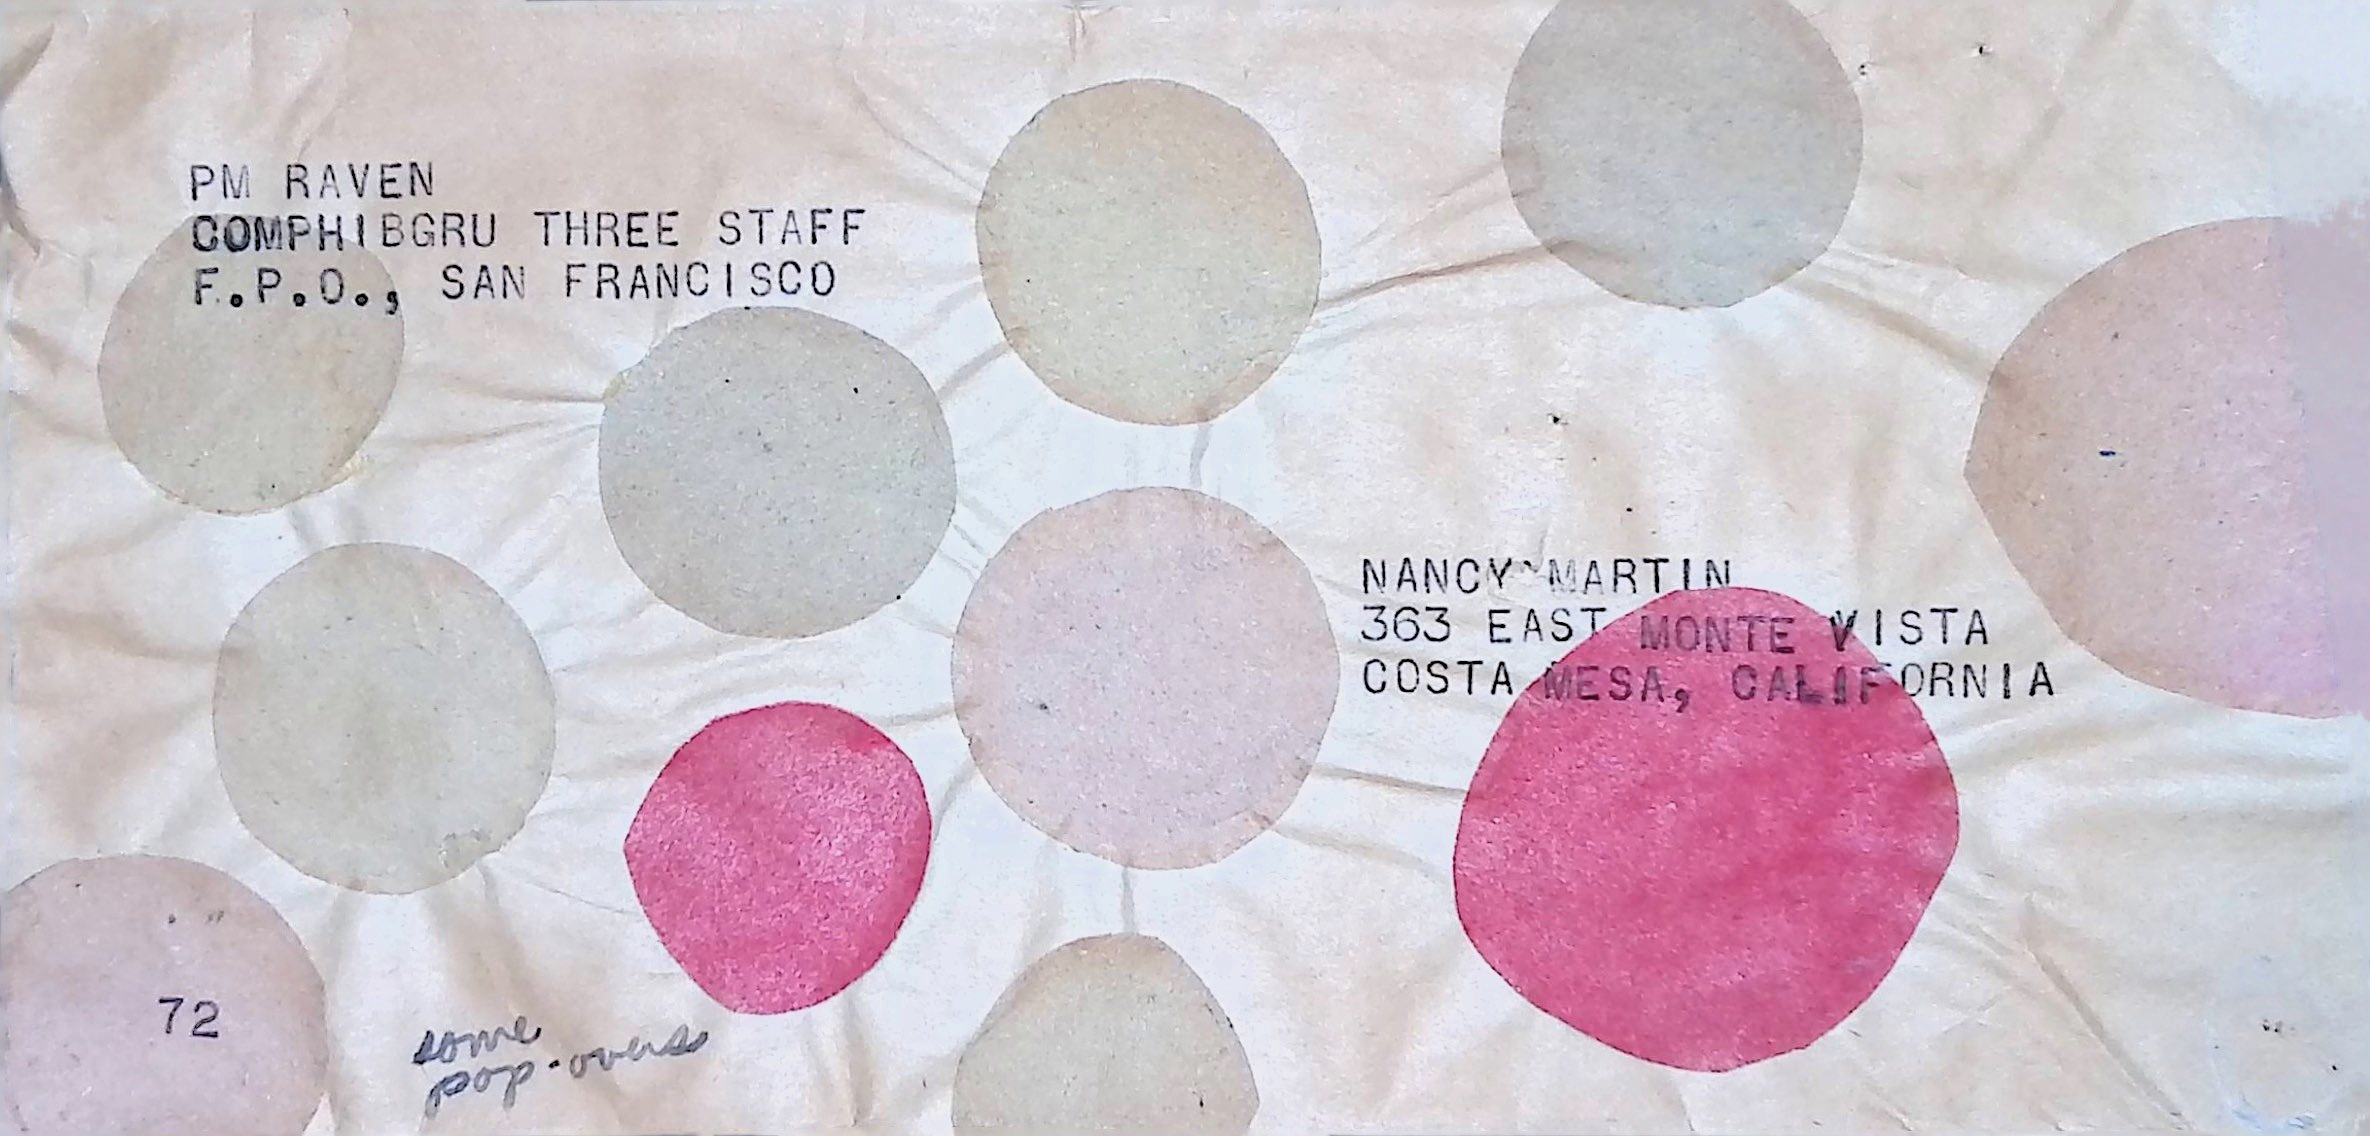 PM RAVEN
COMPHIBGRU THREE STAFF
F.P.O., SAN FRANCISCO
NANCY MARTIN
363 EAST MONTE VISTA
COSTA MESA, CALIFORNIA
72
some
pop-overs